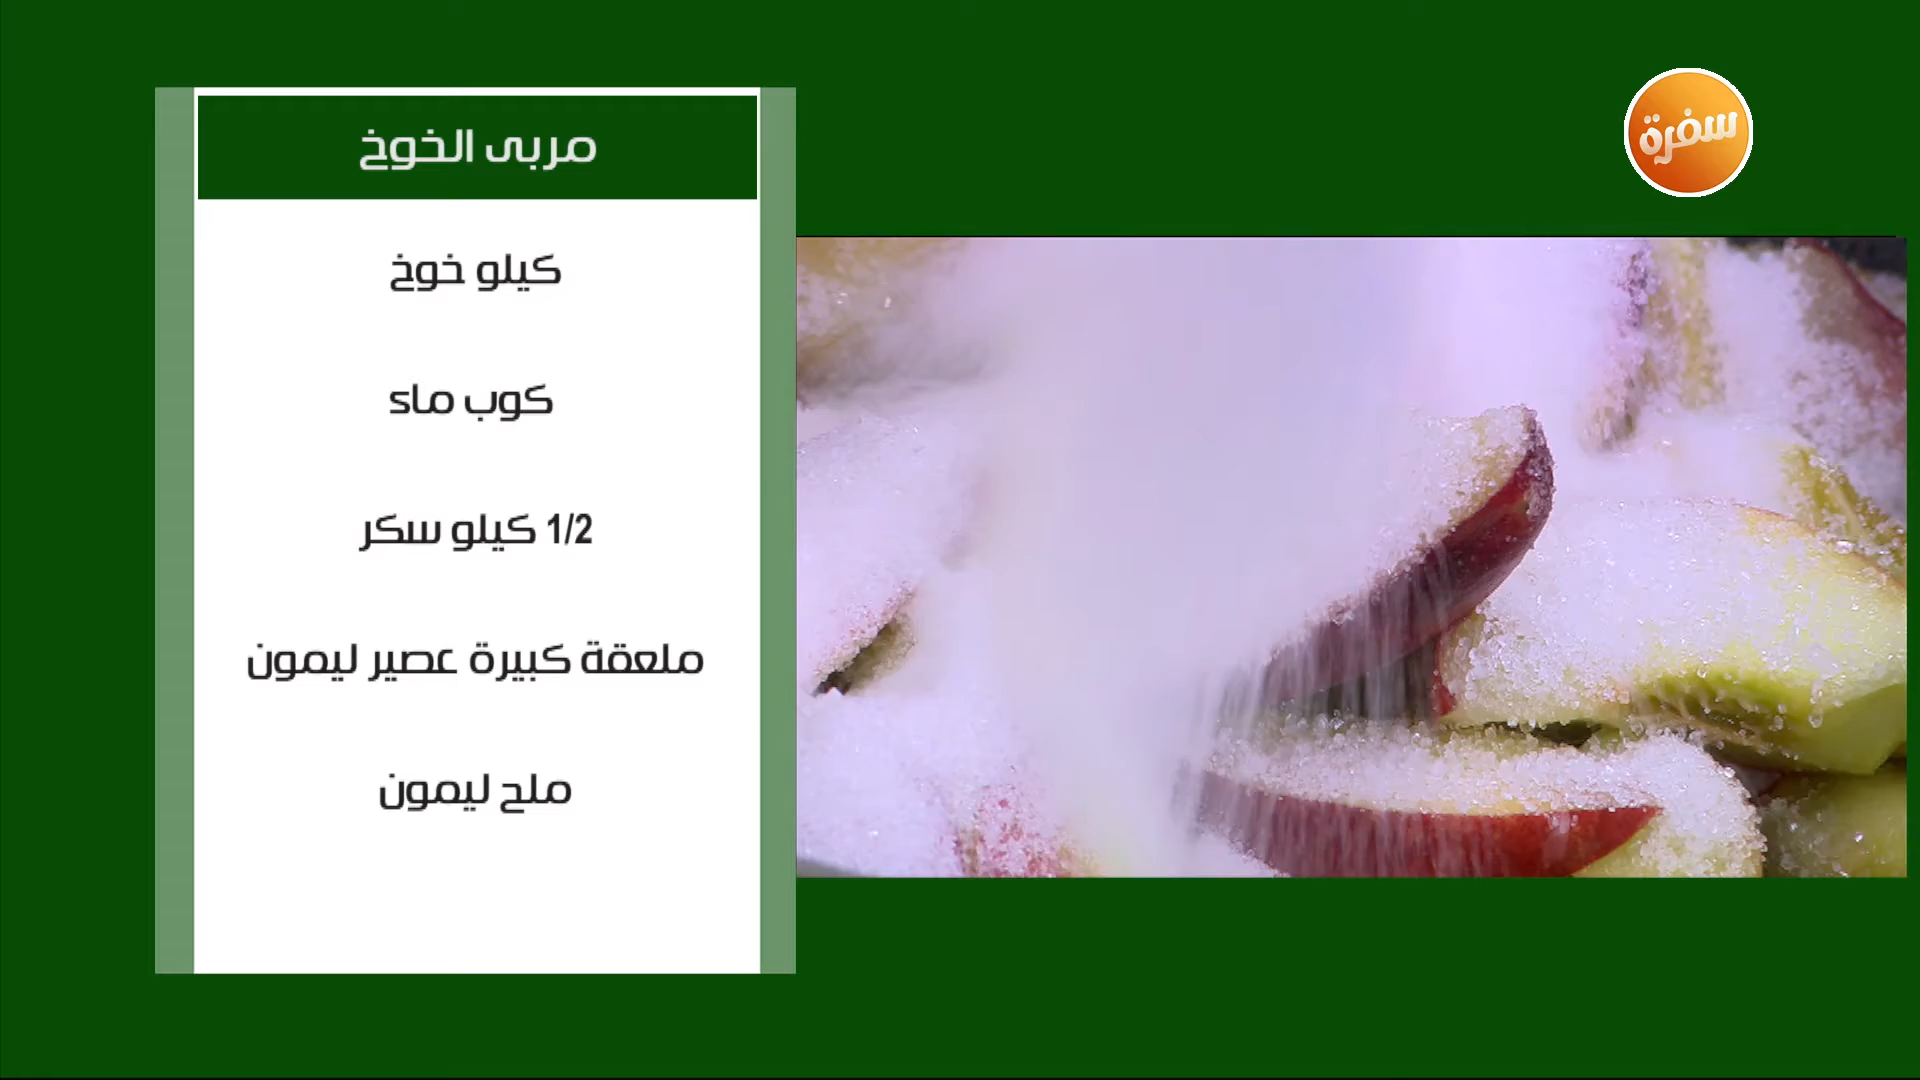 سفرة
مربى الخوخ
كيلو خوخ
كوب ماء
1/2 كيلو سكر
ملعقة كبيرة عصير ليمون
ملح ليمون